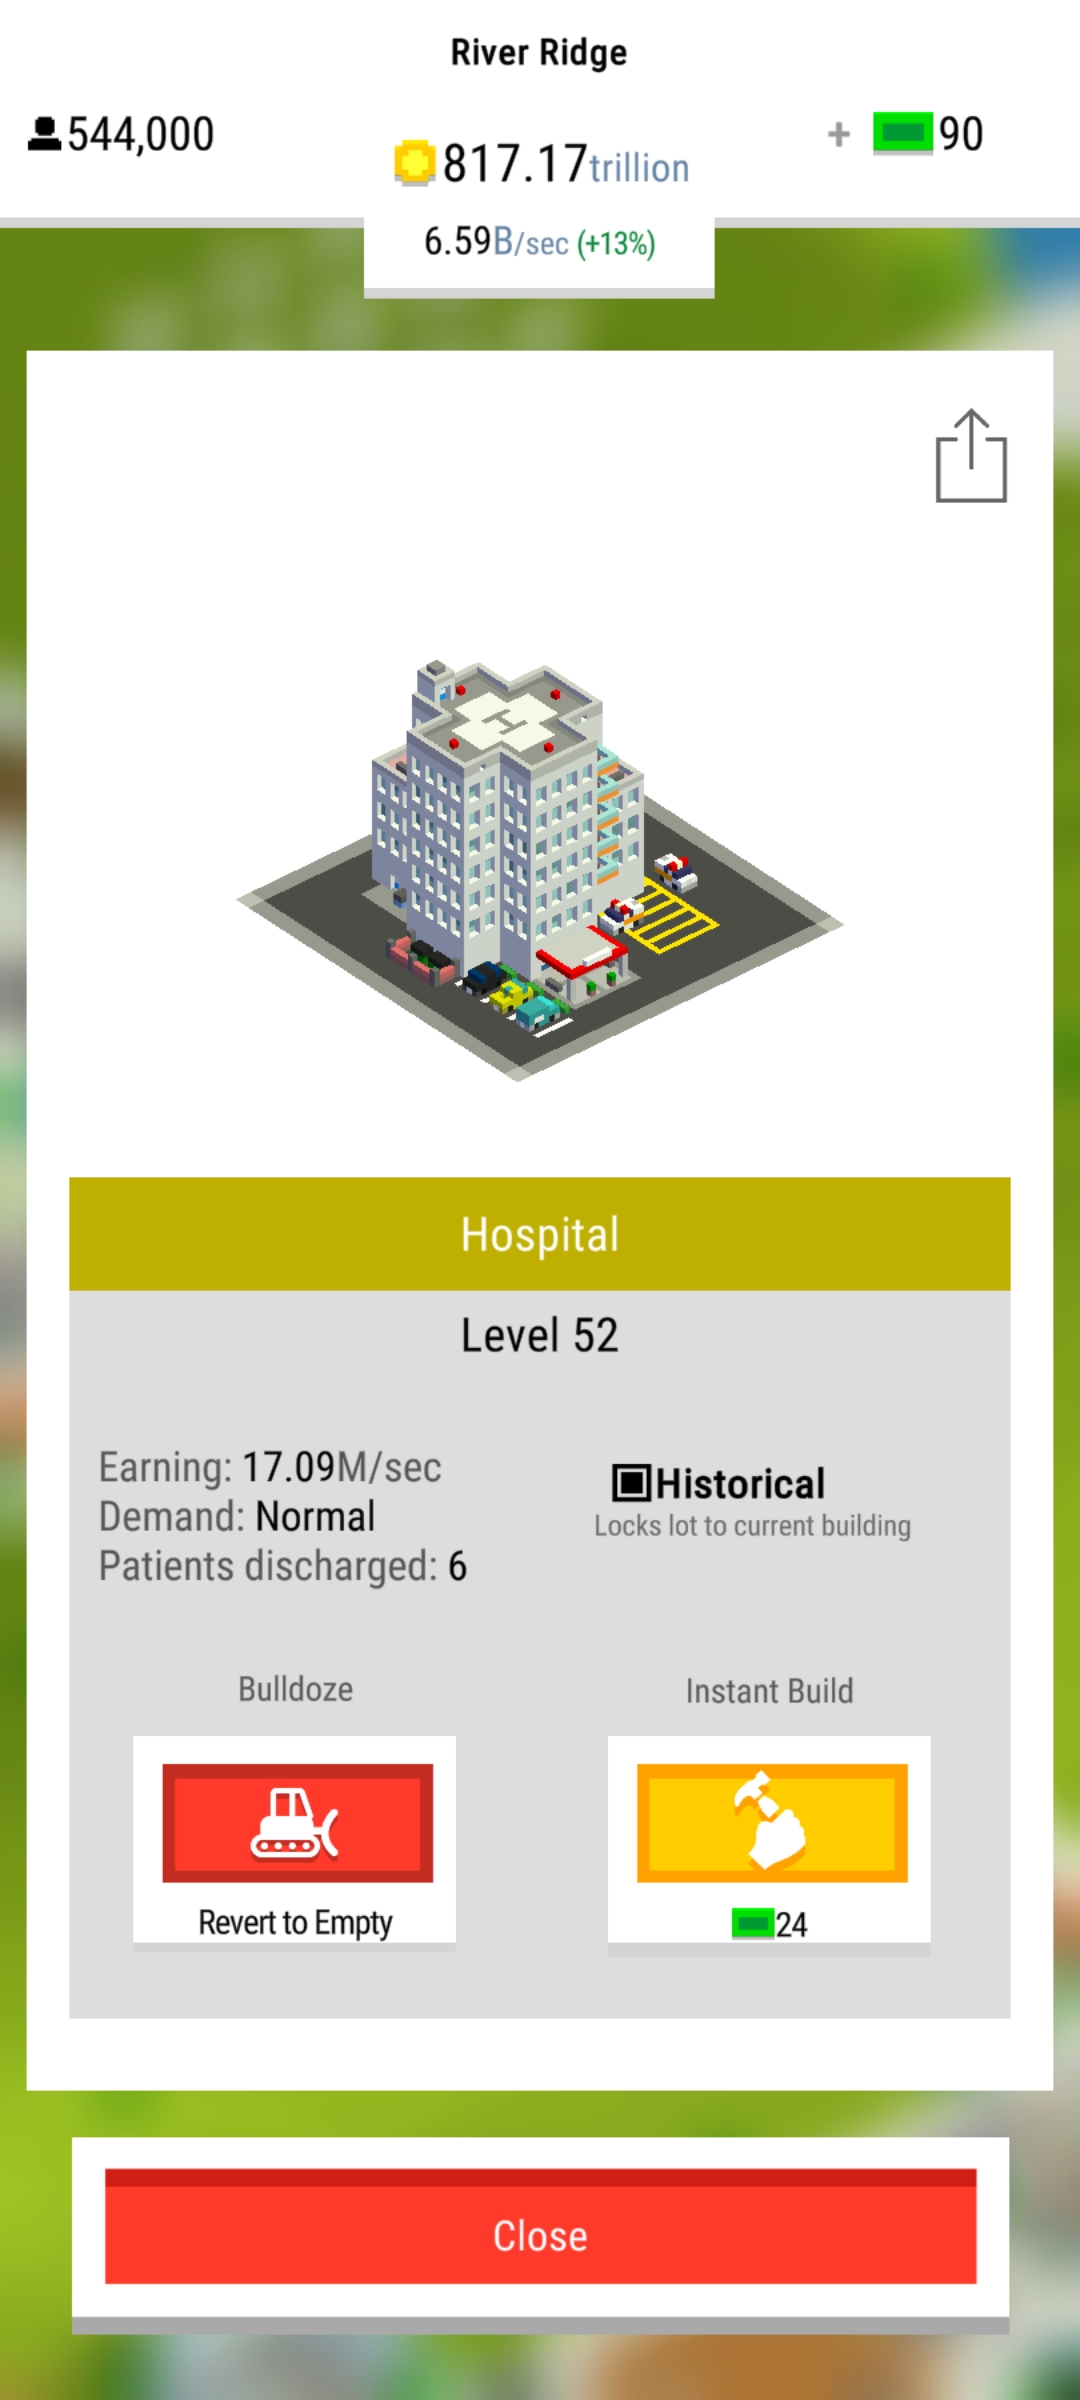 River Ridge
544,000
817.17trillion
+ 90
6.59B/sec (+13%)
H
Hospital
Level 52
Earning: 17.09M/sec
Demand: Normal
Patients discharged: 6
Historical
Locks lot to current building
Bulldoze
Instant Build
Revert to Empty
24
Close